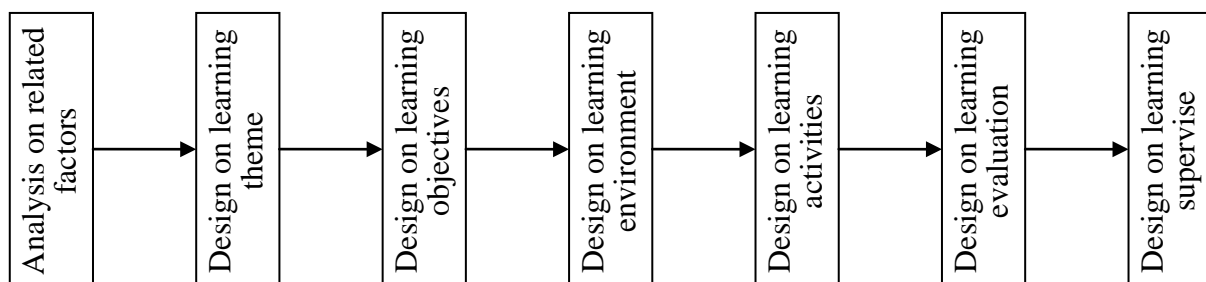 Analysis on related
factors
Design on learning
theme
Design on learning
objectives
Design on learning
environment
Design on learning
activities
Design on learning
evaluation
Design on learning
supervise